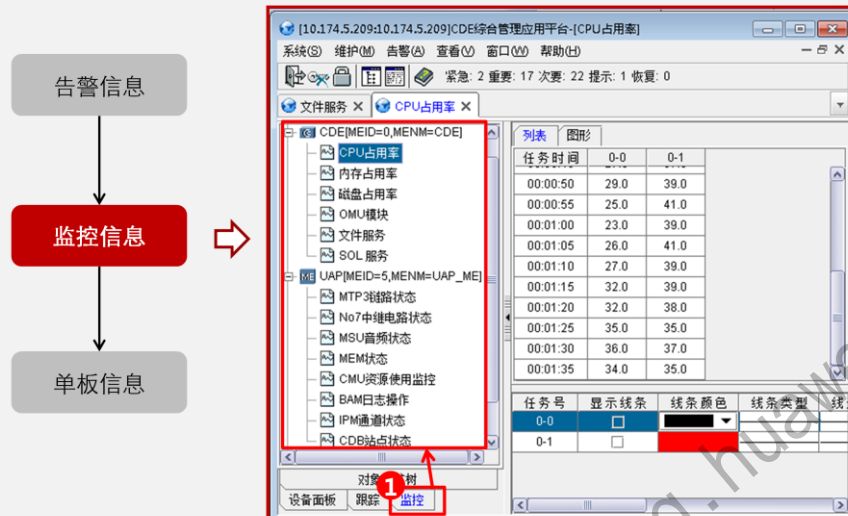 告警信息
监控信息
单板信息
[10.174.5.209:10.174.5.209]CDE综合管理应用平台-[CPU占用率]
系统(S) 维护(M) 告警(A) 查看(V) 窗口(W) 帮助(H)
紧急: 2 重要: 17 次要: 22 提示: 1 恢复: 0
文件服务 CPU占用率
CDE[MEID=0,MENM=CDE]
CPU占用率
内存占用率
磁盘占用率
OMU模块
文件服务
SOL 服务
ME UAP[MEID=5,MENM=UAP_ME]
MTP3链路状态
No7中继电路状态
MSU音频状态
MEM状态
CMU资源使用监控
BAM日志操作
IPM通道状态
CDB站点状态
对象 树
1
设备面板 跟踪 监控
列表 图形
任务时间 0-0 0-1
00:00:50 29.0 39.0
00:00:55 25.0 41.0
00:01:00 23.0 39.0
00:01:05 26.0 41.0
00:01:10 27.0 39.0
00:01:15 32.0 39.0
00:01:20 32.0 38.0
00:01:25 35.0 35.0
00:01:30 36.0 37.0
00:01:35 34.0 35.0
任务号 显示线条 线条颜色 线条类型 线
0-0
0-1
g.huaw